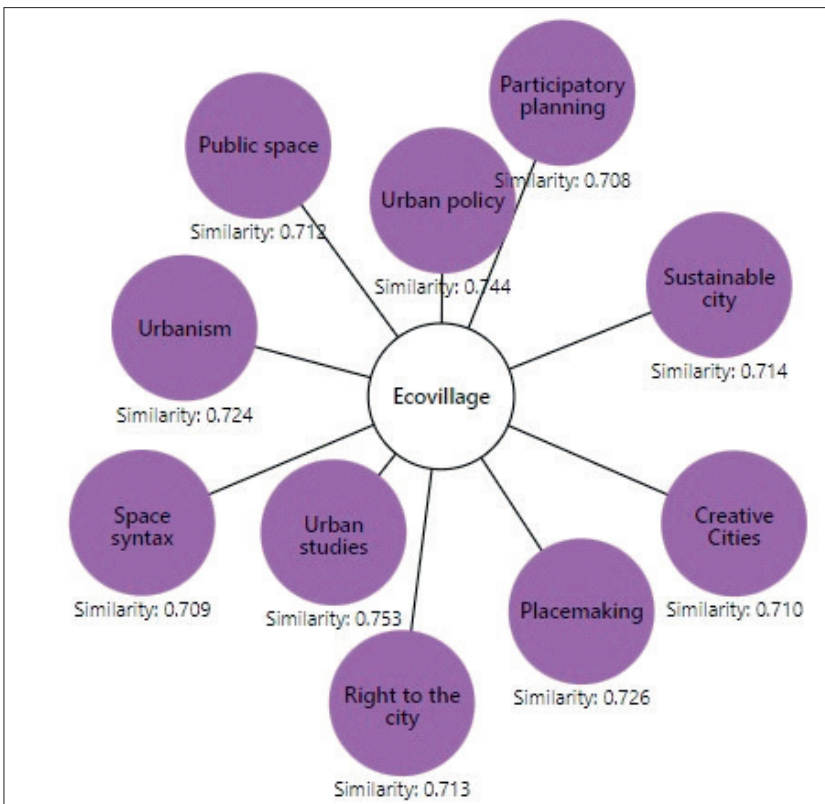 Participatory
planning
Similarity: 0.708
Public space
Similarity: 0.712
Urban policy
Similarity: 0.744
Sustainable
city
Similarity: 0.714
Urbanism
Similarity: 0.724
Ecovillage
Space
syntax
Similarity: 0.709
Urban
studies
Similarity: 0.753
Creative
Cities
Similarity: 0.710
Placemaking
Similarity: 0.726
Right to the
city
Similarity: 0.713